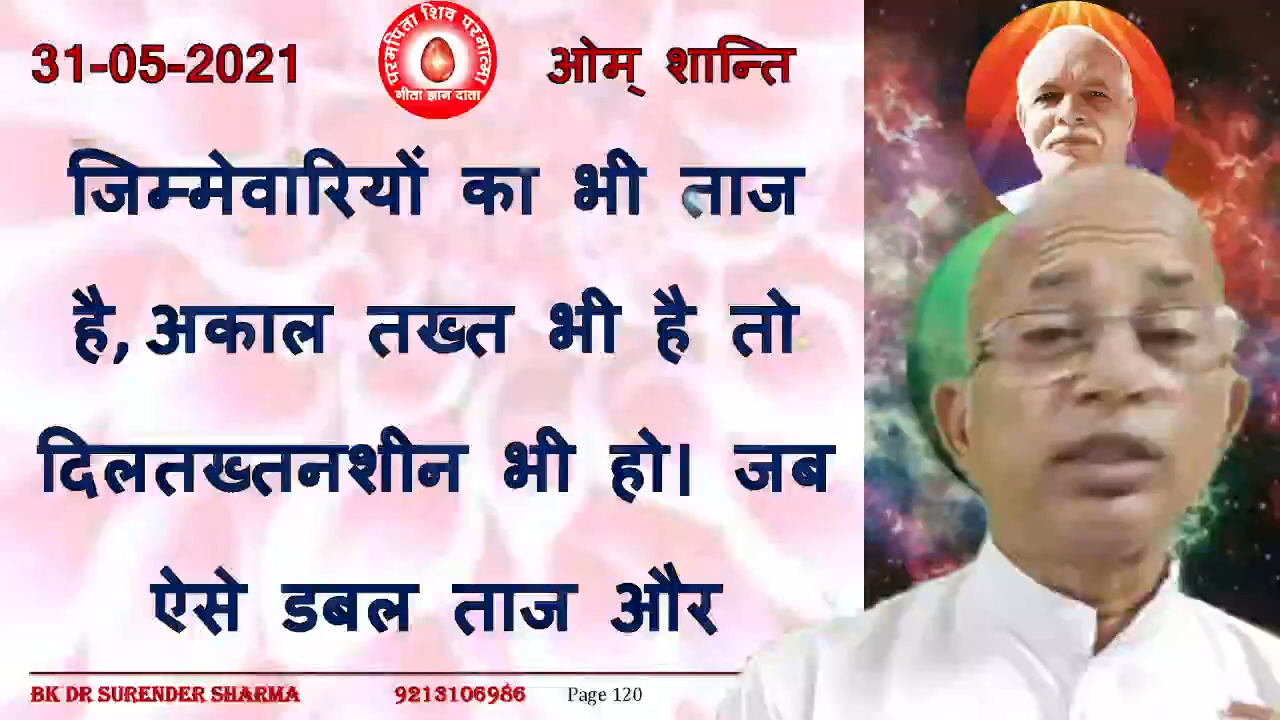 31-05-2021
परमपिता शिव परमात्मा
गीता ज्ञान दाता
ओम् शान्ति
जिम्मेवारियों का भी ताज
है, अकाल तख्त भी है तो
दिलतख्तनशीन भी हो। जब
ऐसे डबल ताज और
BK DR SURENDER SHARMA 9213106986 Page 120